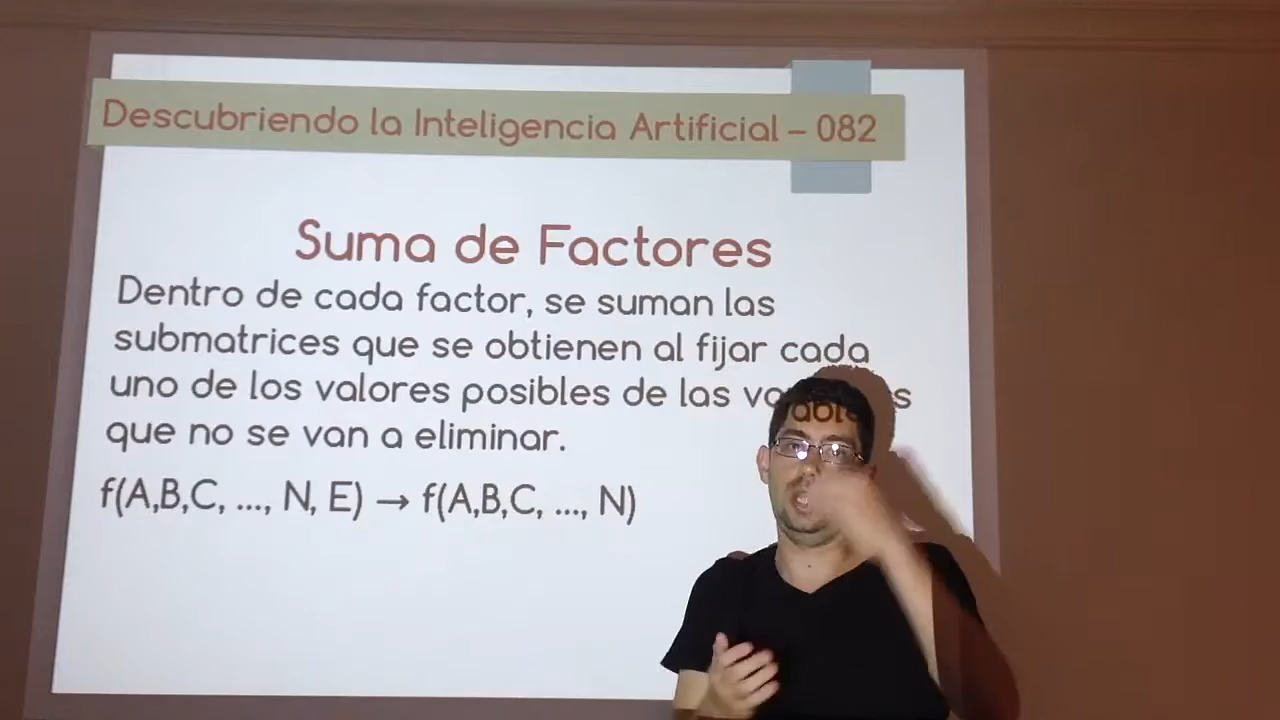 Descubriendo la Inteligencia Artificial – 082
Suma de Factores
Dentro de cada factor, se suman las
submatrices que se obtienen al fijar cada
uno de los valores posibles de las variables
que no se van a eliminar.
f(A,B,C, ..., N, E) → f(A,B,C, ..., N)